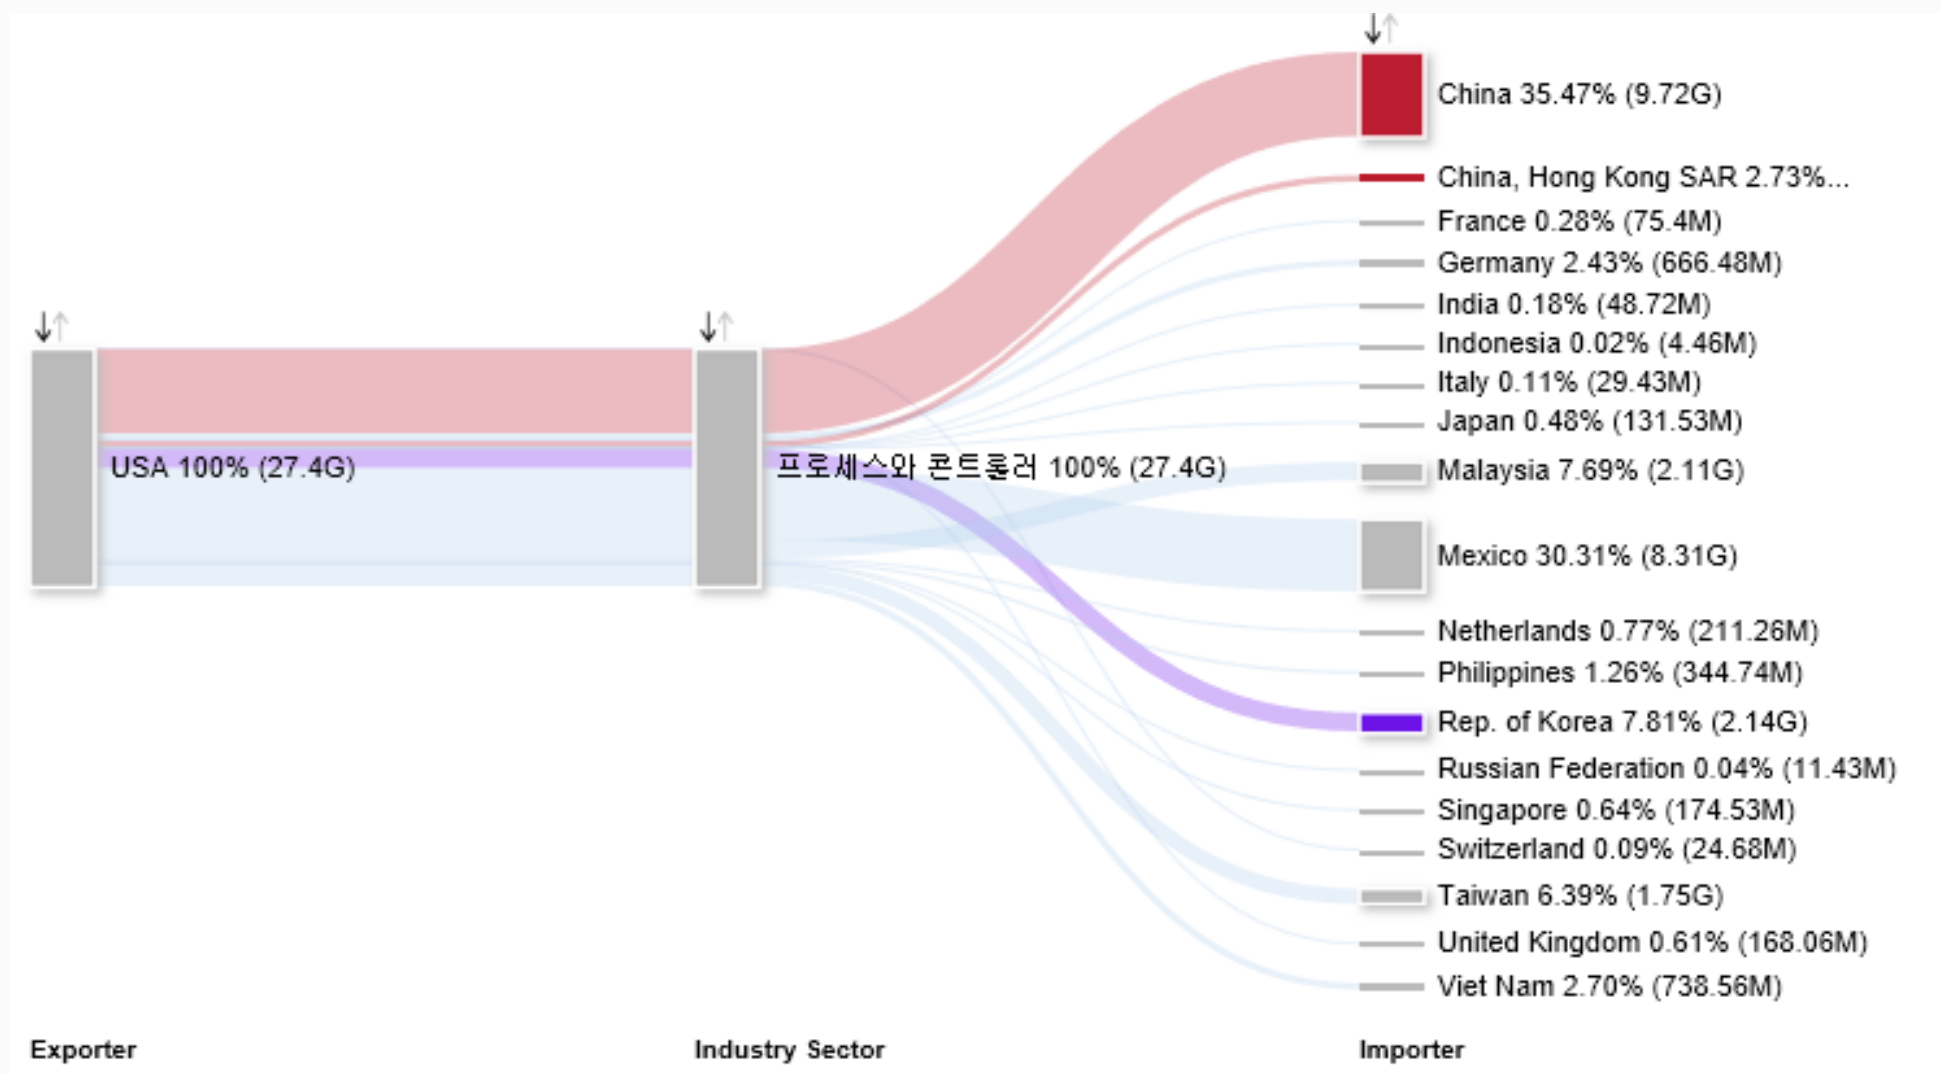 China 35.47% (9.72G)
China, Hong Kong SAR 2.73%...
France 0.28% (75.4M)
Germany 2.43% (666.48M)
India 0.18% (48.72M)
Indonesia 0.02% (4.46M)
Italy 0.11% (29.43M)
Japan 0.48% (131.53M)
USA 100% (27.4G)
프로세스와 콘트롤러 100% (27.4G)
Malaysia 7.69% (2.11G)
Mexico 30.31% (8.31G)
Netherlands 0.77% (211.26M)
Philippines 1.26% (344.74M)
Rep. of Korea 7.81% (2.14G)
Russian Federation 0.04% (11.43M)
Singapore 0.64% (174.53M)
Switzerland 0.09% (24.68M)
Taiwan 6.39% (1.75G)
United Kingdom 0.61% (168.06M)
Viet Nam 2.70% (738.56M)
Exporter
Industry Sector
Importer